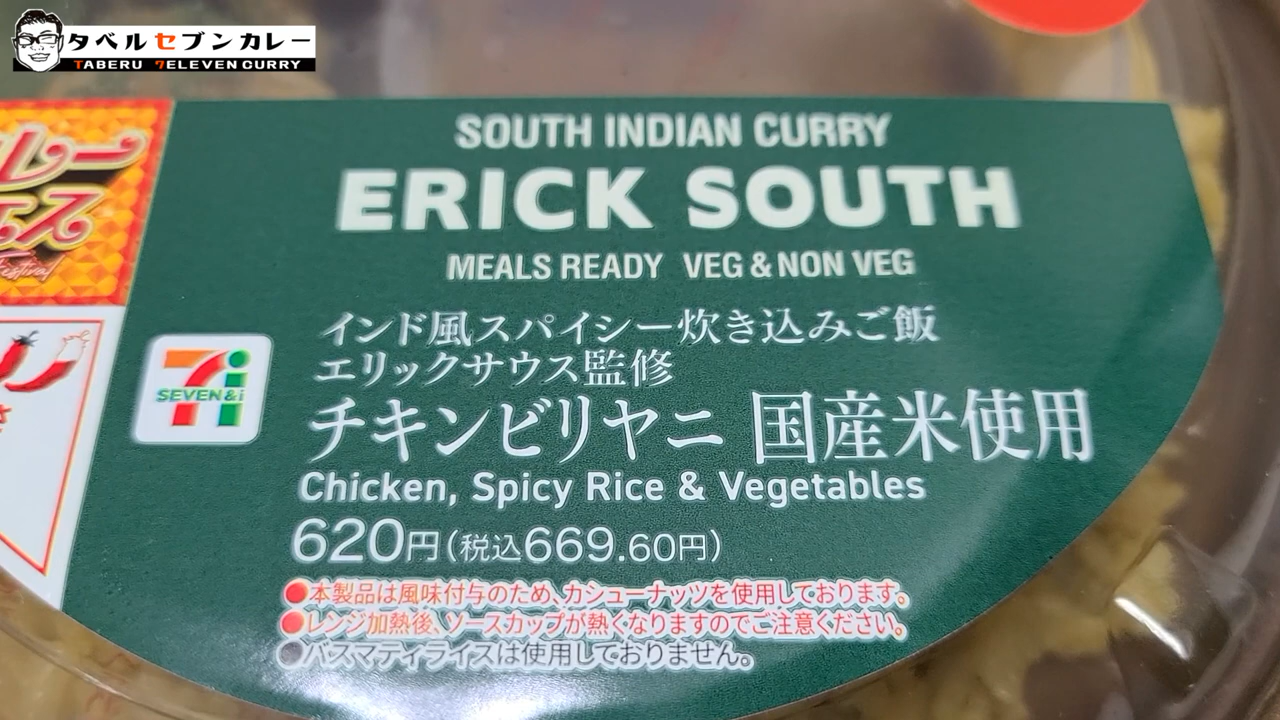 タベルセブンカレー
TABERU 7ELEVEN CURRY
SOUTH INDIAN CURRY
ERICK SOUTH
MEALS READY VEG & NON VEG
レー
ェス
Festival
SEVEN&i
インド風スパイシー炊き込みご飯
エリックサウス監修
チキンビリヤニ 国産米使用
Chicken, Spicy Rice & Vegetables
620円(税込669.60円)
●本製品は風味付与のため、カシューナッツを使用しております。
●レンジ加熱後、ソースカップが熱くなりますのでご注意ください。
●バスマティライスは使用しておりません。